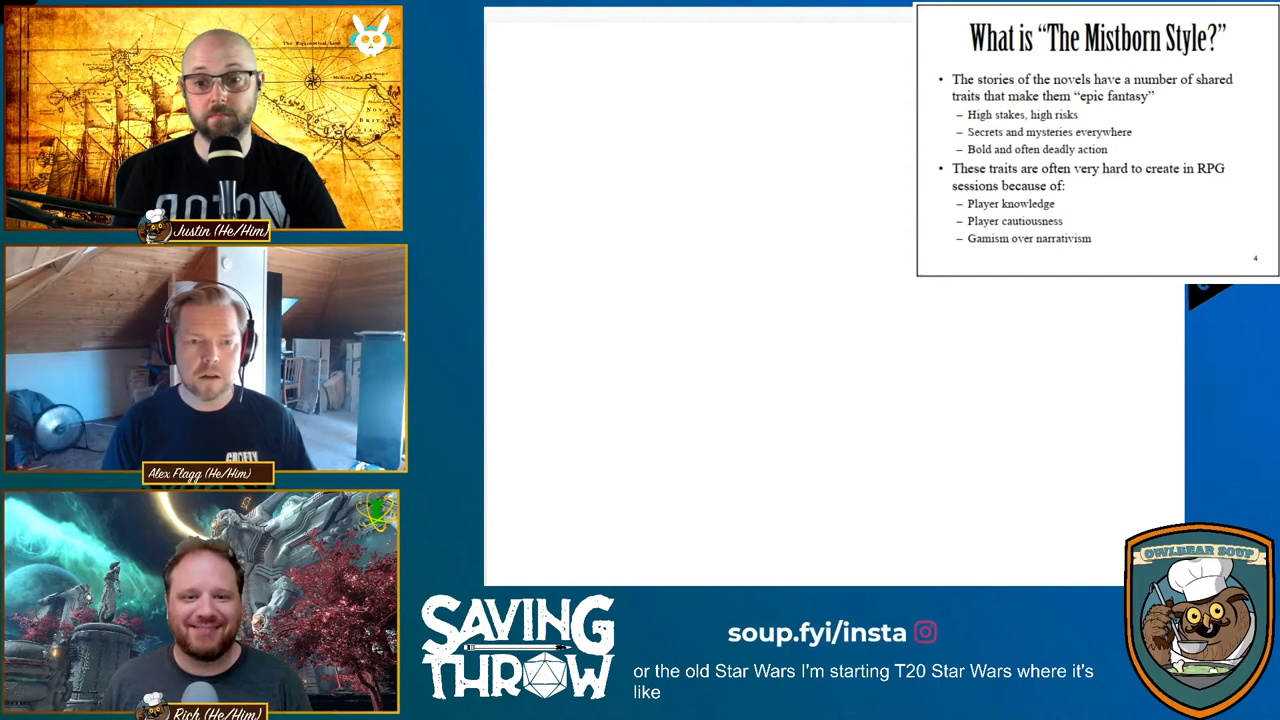 Justin (He/Him)
Alex Flagg (He/Him)
Rich (He/Him)
What is “The Mistborn Style?”
• The stories of the novels have a number of shared
traits that make them “epic fantasy”
– High stakes, high risks
– Secrets and mysteries everywhere
– Bold and often deadly action
• These traits are often very hard to create in RPG
sessions because of:
– Player knowledge
– Player cautiousness
– Gamism over narrativism
4
SAVING
THROW
soup.fyi/insta
or the old Star Wars I'm starting T20 Star Wars where it's
like
OWLBEAR SOUP